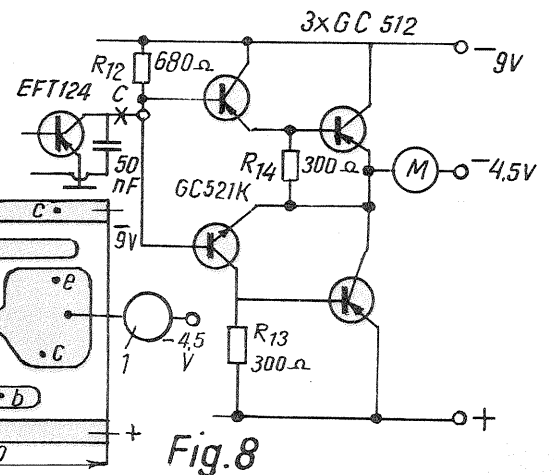 3xGC 512
-9V
R12 680Ω
EFT124
C
50 nF
R14 300Ω
M
-4,5V
GC521K
c
-9V
e
c
1
-4,5 V
R13 300Ω
b
+
+
0
Fig.8